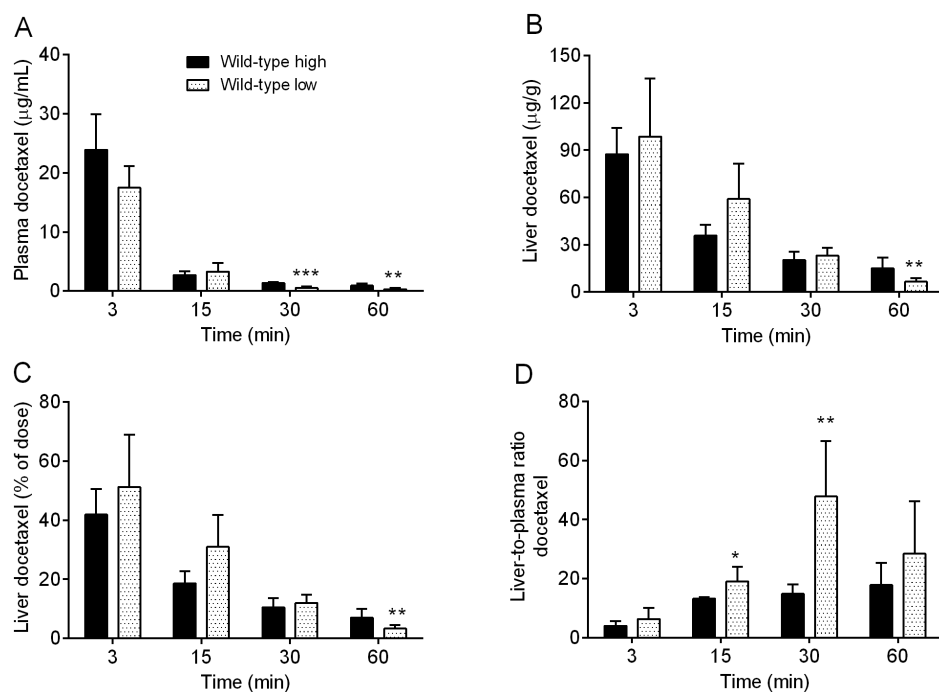 A
Plasma docetaxel (μg/mL)
40
30
20
10
0
Wild-type high
Wild-type low
***
**
3 15 30 60
Time (min)
B
Liver docetaxel (μg/g)
150
120
90
60
30
0
**
3 15 30 60
Time (min)
C
Liver docetaxel (% of dose)
80
60
40
20
0
**
3 15 30 60
Time (min)
D
Liver-to-plasma ratio
docetaxel
80
60
40
20
0
*
**
3 15 30 60
Time (min)